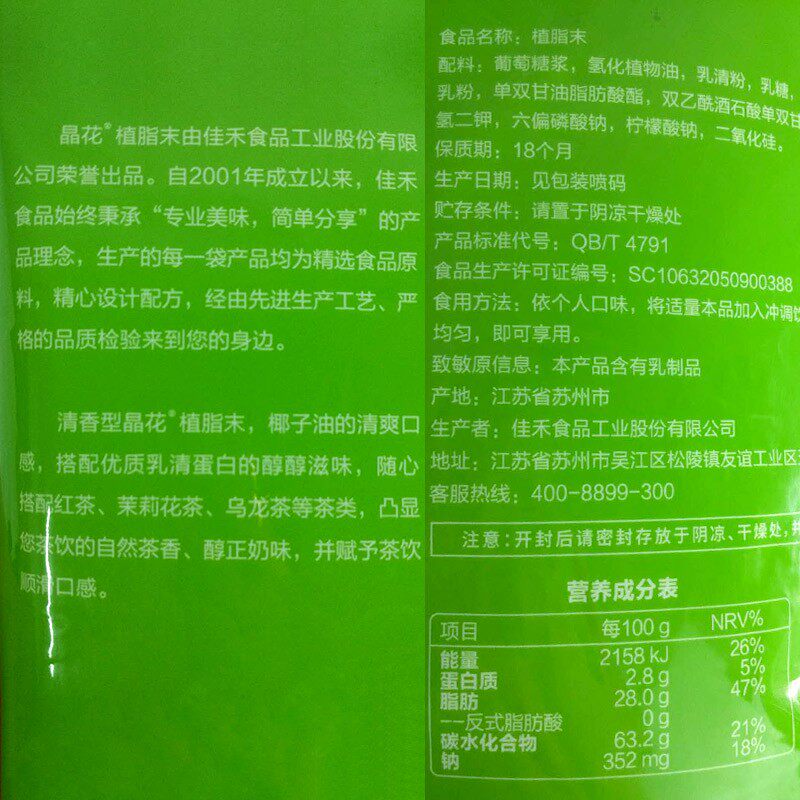 晶花®植脂末由佳禾食品工业股份有限
公司荣誉出品。自2001年成立以来，佳禾
食品始终秉承“专业美味，简单分享”的产
品理念，生产的每一袋产品均为精选食品原
料，精心设计配方，经由先进生产工艺、严
格的品质检验来到您的身边。
清香型晶花®植脂末，椰子油的清爽口
感，搭配优质乳清蛋白的醇醇滋味，随心
搭配红茶、茉莉花茶、乌龙茶等茶类，凸显
您茶饮的自然茶香、醇正奶味，并赋予茶饮
顺滑口感。
食品名称：植脂末
配料：葡萄糖浆，氢化植物油，乳清粉，乳糖，
乳粉，单双甘油脂肪酸酯，双乙酰酒石酸单双甘
氢二钾，六偏磷酸钠，柠檬酸钠，二氧化硅。
保质期：18个月
生产日期：见包装喷码
贮存条件：请置于阴凉干燥处
产品标准代号：QB/T 4791
食品生产许可证编号：SC10632050900388
食用方法：依个人口味，将适量本品加入冲调饮
均匀，即可享用。
致敏原信息：本产品含有乳制品
产地：江苏省苏州市
生产者：佳禾食品工业股份有限公司
地址：江苏省苏州市吴江区松陵镇友谊工业区
客服热线：400-8899-300
注意：开封后请密封存放于阴凉、干燥处，并
营养成分表
项目 每100 g NRV%
能量 2158 kJ 26%
蛋白质 2.8 g 5%
脂肪 28.0 g 47%
--反式脂肪酸 0 g
碳水化合物 63.2 g 21%
钠 352 mg 18%